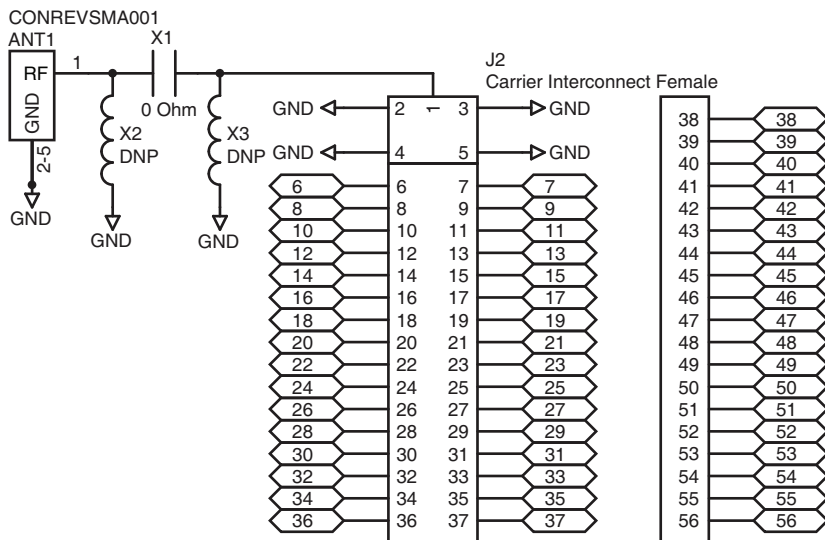 CONREVSMA001
ANT1
X1
RF
1
GND
2-5
GND
X2
DNP
GND
0 Ohm
X3
DNP
GND
J2
Carrier Interconnect Female
GND 2 1 3 GND
GND 4 5 GND
6 6 7 7
8 8 9 9
10 10 11 11
12 12 13 13
14 14 15 15
16 16 17 17
18 18 19 19
20 20 21 21
22 22 23 23
24 24 25 25
26 26 27 27
28 28 29 29
30 30 31 31
32 32 33 33
34 34 35 35
36 36 37 37
38 38
39 39
40 40
41 41
42 42
43 43
44 44
45 45
46 46
47 47
48 48
49 49
50 50
51 51
52 52
53 53
54 54
55 55
56 56